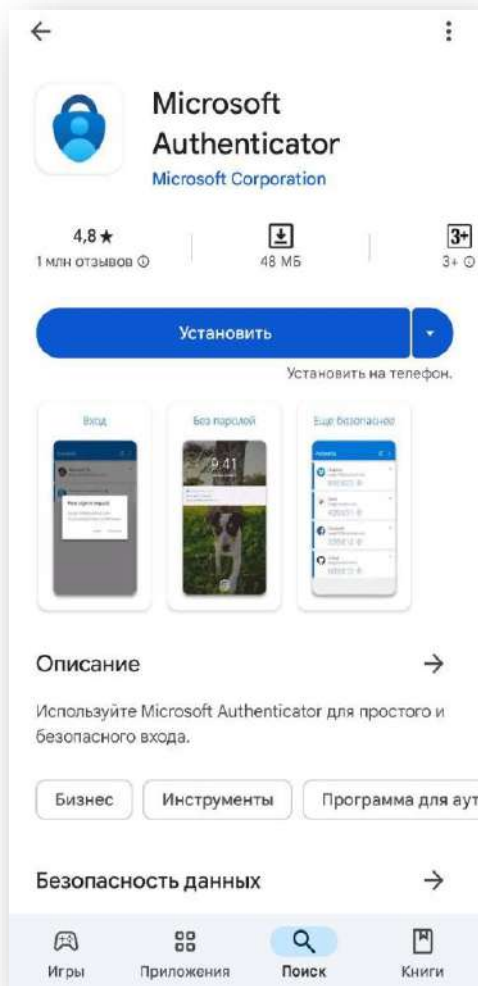 Microsoft
Authenticator
Microsoft Corporation
4,8★
1 млн отзывов
48 МБ
3+
3+
Установить
Установить на телефон.
Вход
Без паролей
Еще безопаснее
9:41
Описание
Используйте Microsoft Authenticator для простого и
безопасного входа.
Бизнес
Инструменты
Программа для аут
Безопасность данных
Игры
Приложения
Поиск
Книги